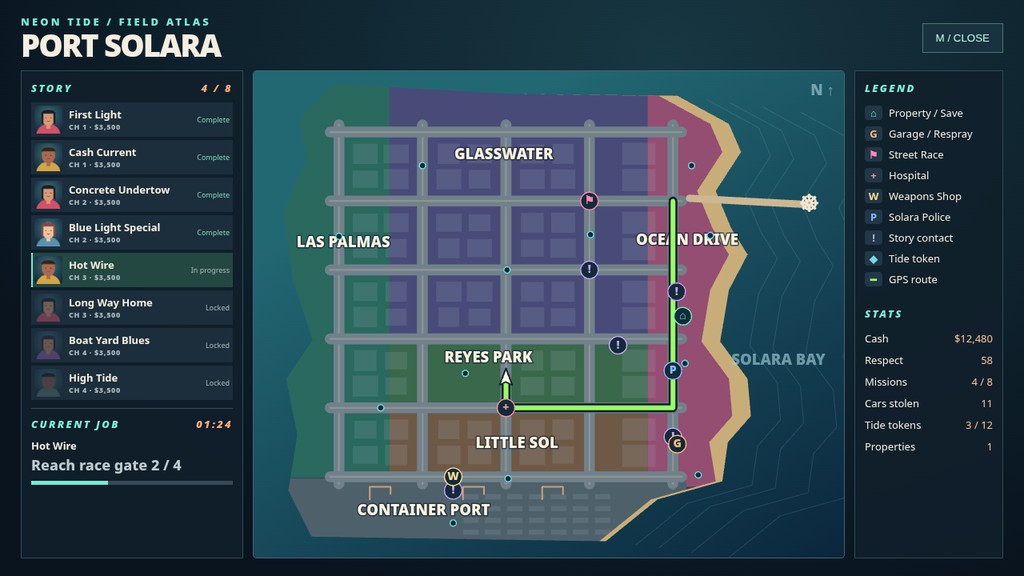 NEON TIDE / FIELD ATLAS
PORT SOLARA
M / CLOSE
STORY 4 / 8
First Light
CH 1 · $3,500
Complete
Cash Current
CH 1 · $3,500
Complete
Concrete Undertow
CH 2 · $3,500
Complete
Blue Light Special
CH 2 · $3,500
Complete
Hot Wire
CH 3 · $3,500
In progress
Long Way Home
CH 3 · $3,500
Locked
Boat Yard Blues
CH 4 · $3,500
Locked
High Tide
CH 4 · $3,500
Locked
CURRENT JOB 01:24
Hot Wire
Reach race gate 2 / 4
N ↑
GLASSWATER
LAS PALMAS
OCEAN DRIVE
!
!
!
REYES PARK
SOLARA BAY
P
+
LITTLE SOL
G
W
!
CONTAINER PORT
LEGEND
Property / Save
G Garage / Respray
Street Race
+ Hospital
W Weapons Shop
P Solara Police
! Story contact
Tide token
GPS route
STATS
Cash $12,480
Respect 58
Missions 4 / 8
Cars stolen 11
Tide tokens 3 / 12
Properties 1